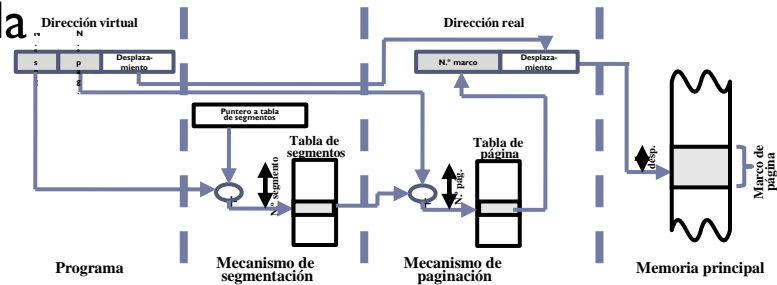 la
Dirección virtual
Dirección real
s
p
Desplaza-
miento
N.º marco
Desplaza-
miento
Puntero a tabla
de segmentos
Tabla de
segmentos
N.º segmento
Tabla de
página
N.º pág.
desp.
Marco de
página
Programa
Mecanismo de
segmentación
Mecanismo de
paginación
Memoria principal